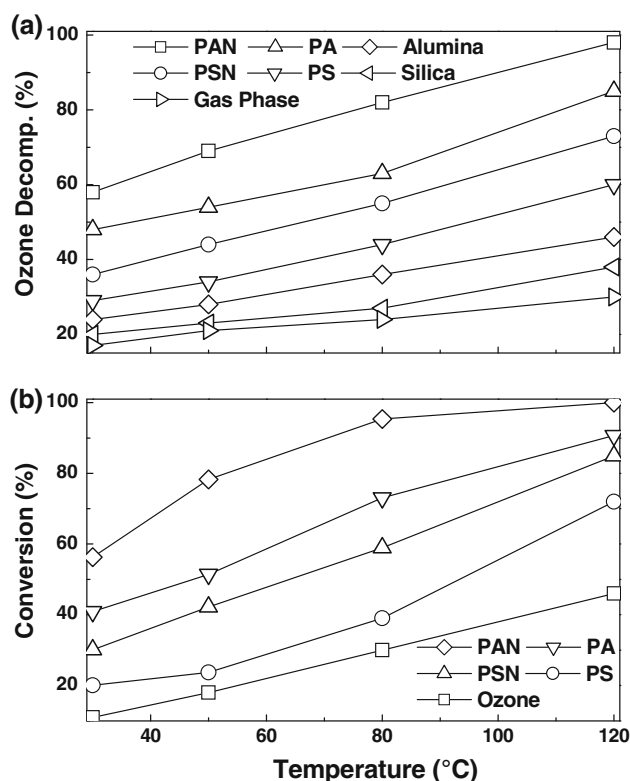 (a)
100
80
60
40
20
Ozone Decomp. (%)
PAN PA Alumina
PSN PS Silica
Gas Phase
(b)
100
80
60
40
20
Conversion (%)
PAN PA
PSN PS
Ozone
40 60 80 100 120
Temperature (°C)